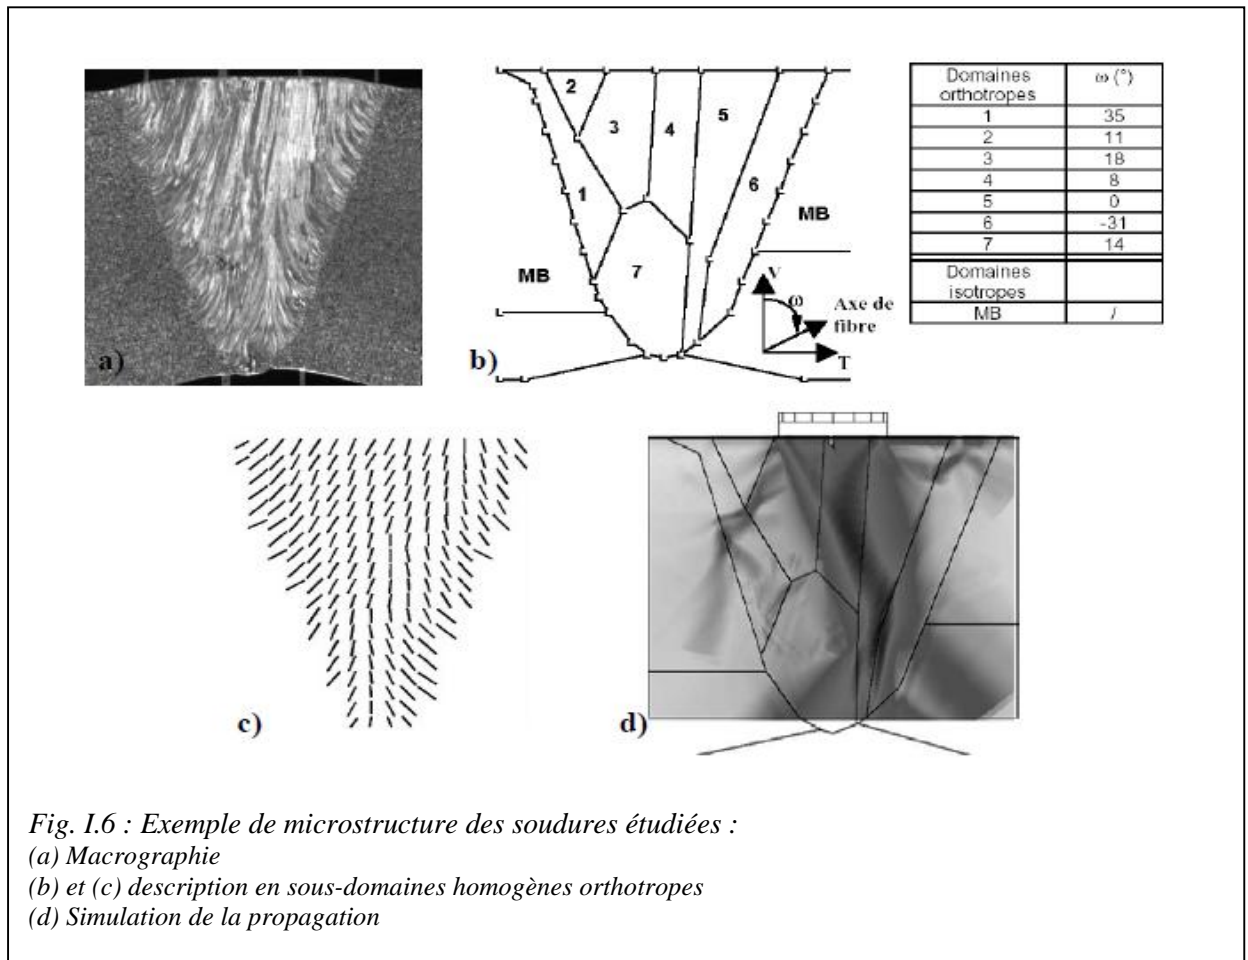 Domaines orthotropes ω (°)
1 35
2 11
3 18
4 8
5 0
6 -31
7 14
Domaines isotropes
MB /
2
3
4
5
1
6
MB
MB
7
V
ω
Axe de fibre
T
a)
b)
c)
d)
Fig. I.6 : Exemple de microstructure des soudures étudiées :
(a) Macrographie
(b) et (c) description en sous-domaines homogènes orthotropes
(d) Simulation de la propagation